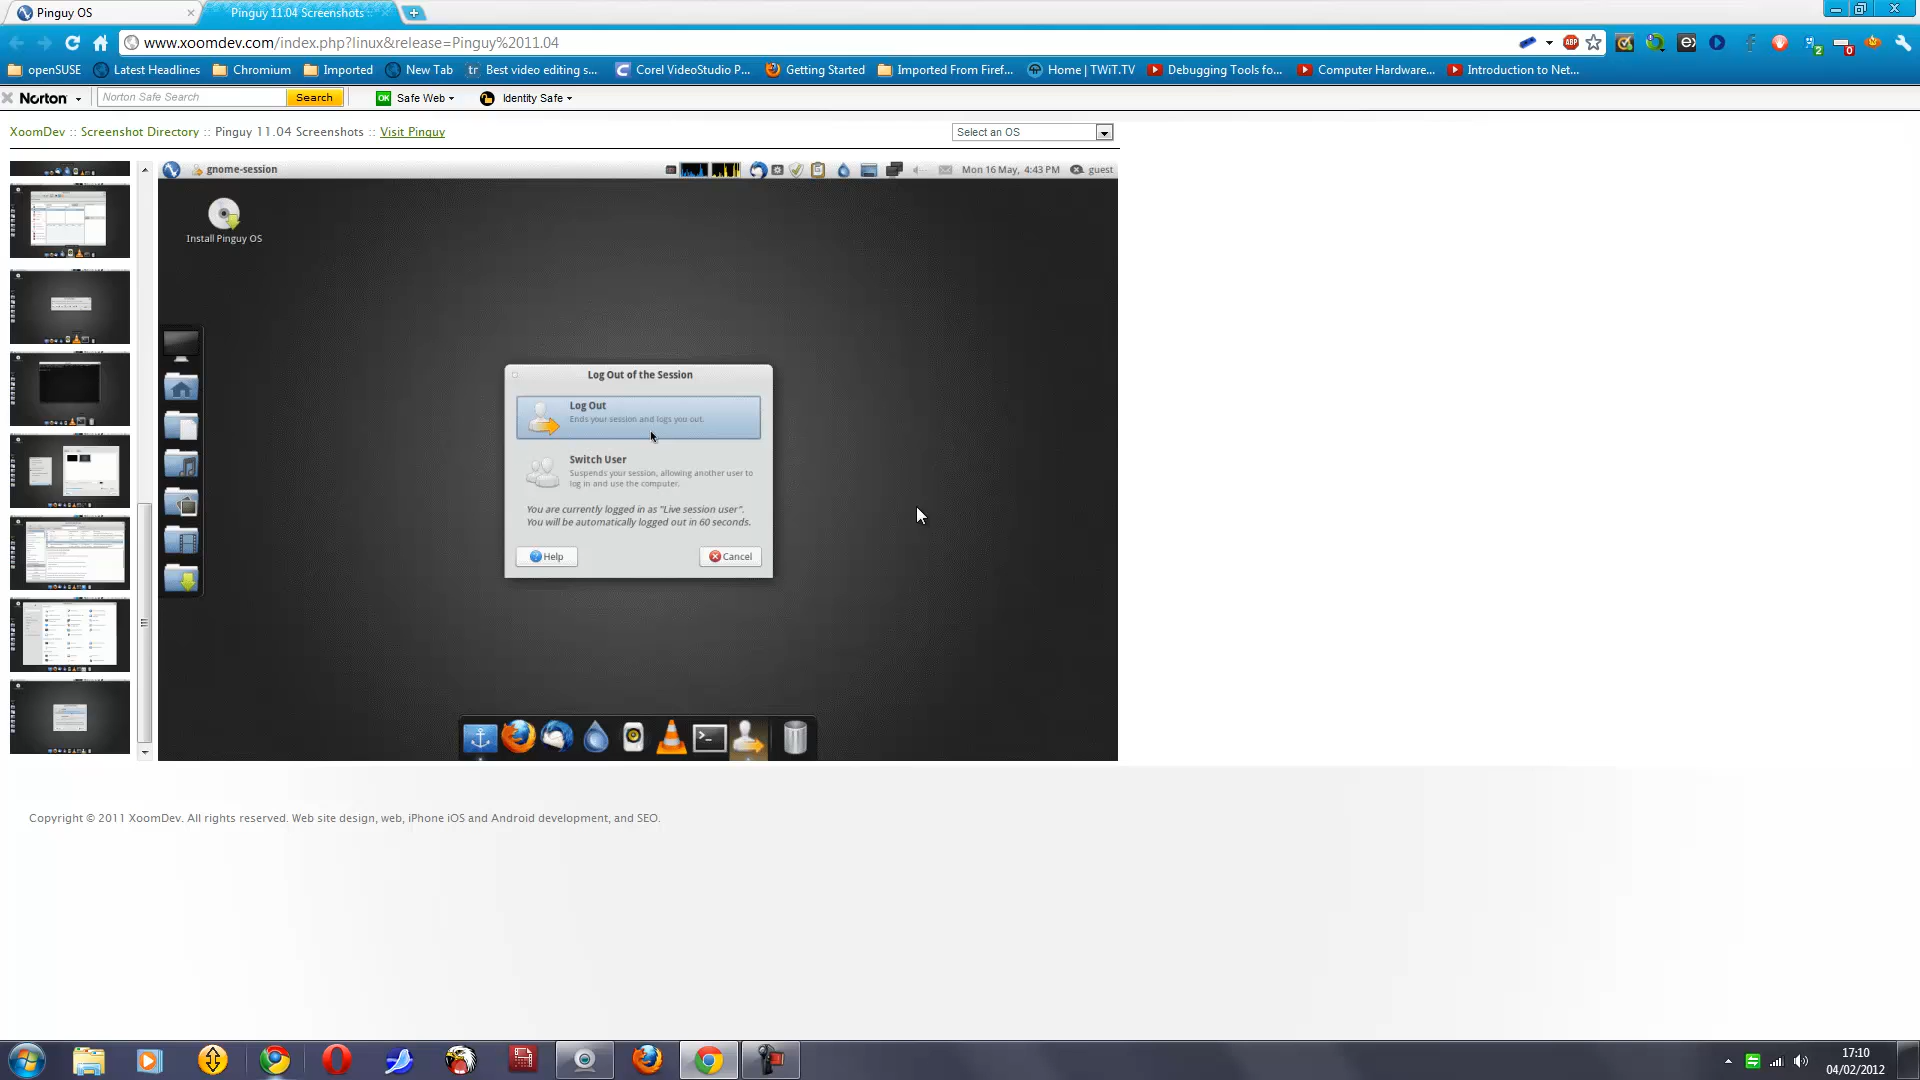 Pinguy OS
Pinguy 11.04 Screenshots
www.xoomdev.com/index.php?linux&release=Pinguy%2011.04
ABP
2
0
openSUSE
Latest Headlines
Chromium
Imported
New Tab
tr Best video editing s...
Corel VideoStudio P...
Getting Started
Imported From Firef...
Home | TWiT.TV
Debugging Tools fo...
Computer Hardware...
Introduction to Net...
Norton
Norton Safe Search
Search
OK Safe Web
Identity Safe
XoomDev :: Screenshot Directory :: Pinguy 11.04 Screenshots :: Visit Pinguy
Select an OS
gnome-session
Mon 16 May, 4:43 PM
guest
Install Pinguy OS
Log Out of the Session
Log Out
Ends your session and logs you out.
Switch User
Suspends your session, allowing another user to
log in and use the computer.
You are currently logged in as "Live session user".
You will be automatically logged out in 60 seconds.
Help
Cancel
Copyright © 2011 XoomDev. All rights reserved. Web site design, web, iPhone iOS and Android development, and SEO.
17:10
04/02/2012